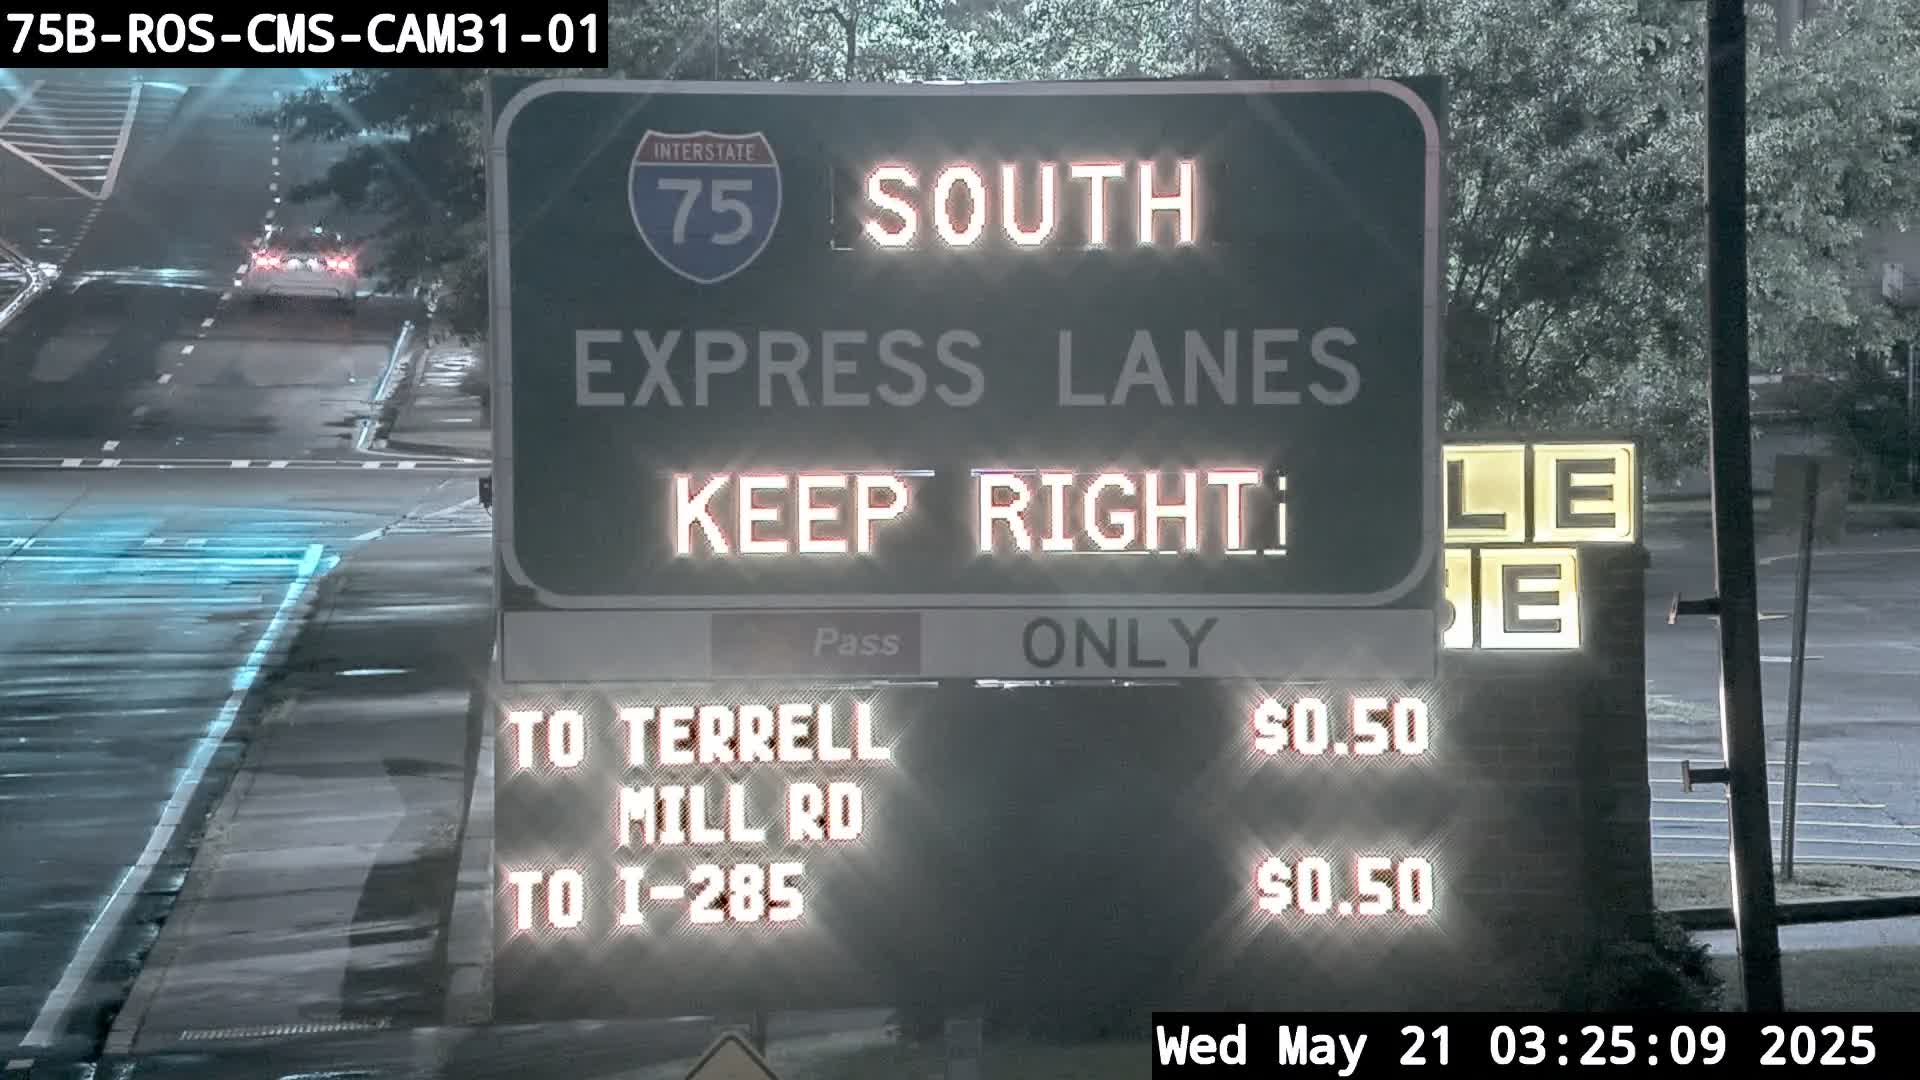 75B-ROS-CMS-CAM31-01
INTERSTATE
75
SOUTH
EXPRESS LANES
KEEP RIGHT
Pass ONLY
TO TERRELL $0.50
MILL RD
TO I-285 $0.50
LE
E
Wed May 21 03:25:09 2025